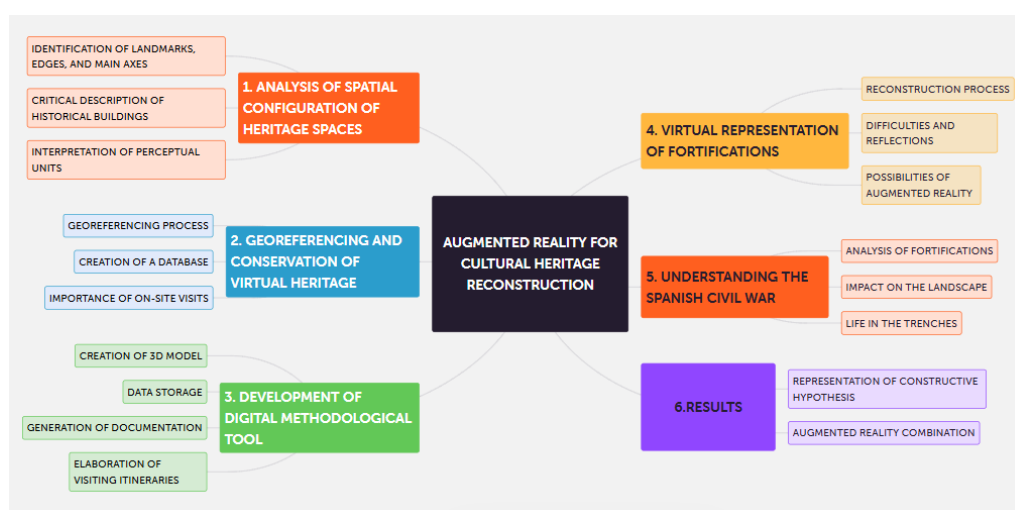 AUGMENTED REALITY FOR
CULTURAL HERITAGE
RECONSTRUCTION
1. ANALYSIS OF SPATIAL
CONFIGURATION OF
HERITAGE SPACES
IDENTIFICATION OF LANDMARKS,
EDGES, AND MAIN AXES
CRITICAL DESCRIPTION OF
HISTORICAL BUILDINGS
INTERPRETATION OF PERCEPTUAL
UNITS
2. GEOREFERENCING AND
CONSERVATION OF
VIRTUAL HERITAGE
GEOREFERENCING PROCESS
CREATION OF A DATABASE
IMPORTANCE OF ON-SITE VISITS
3. DEVELOPMENT OF
DIGITAL METHODOLOGICAL
TOOL
CREATION OF 3D MODEL
DATA STORAGE
GENERATION OF DOCUMENTATION
ELABORATION OF
VISITING ITINERARIES
4. VIRTUAL REPRESENTATION
OF FORTIFICATIONS
RECONSTRUCTION PROCESS
DIFFICULTIES AND
REFLECTIONS
POSSIBILITIES OF
AUGMENTED REALITY
5. UNDERSTANDING THE
SPANISH CIVIL WAR
ANALYSIS OF FORTIFICATIONS
IMPACT ON THE LANDSCAPE
LIFE IN THE TRENCHES
6.RESULTS
REPRESENTATION OF CONSTRUCTIVE
HYPOTHESIS
AUGMENTED REALITY COMBINATION